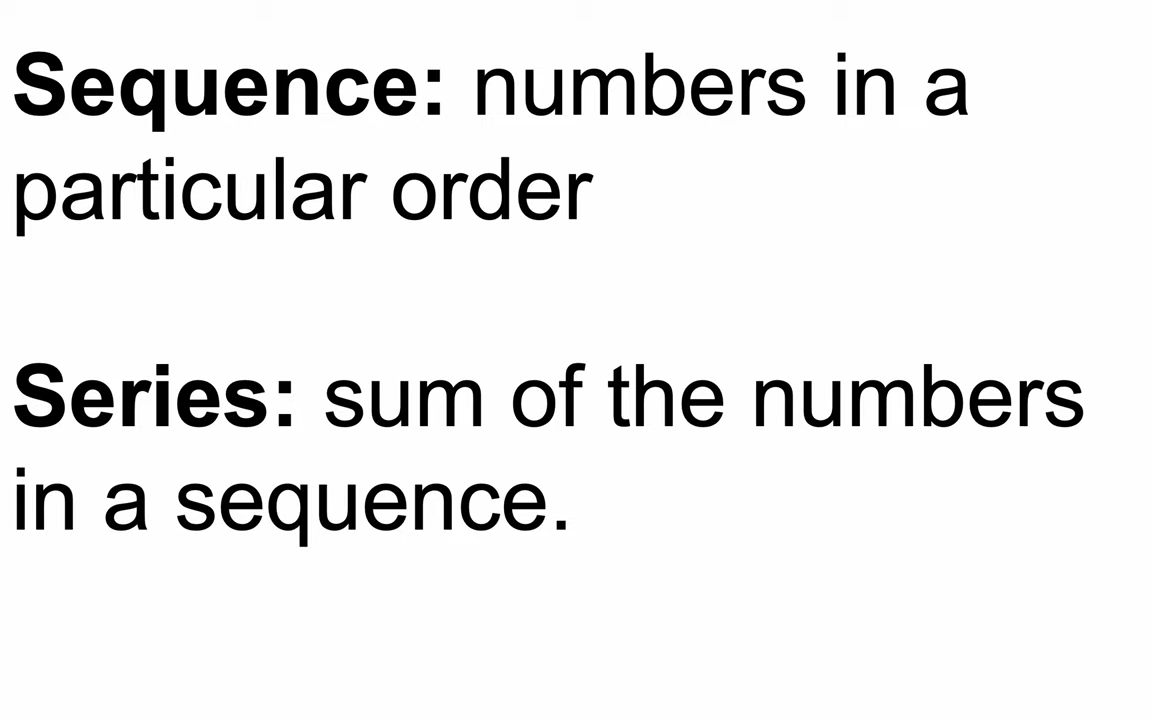 Sequence: numbers in a
particular order
Series: sum of the numbers
in a sequence.